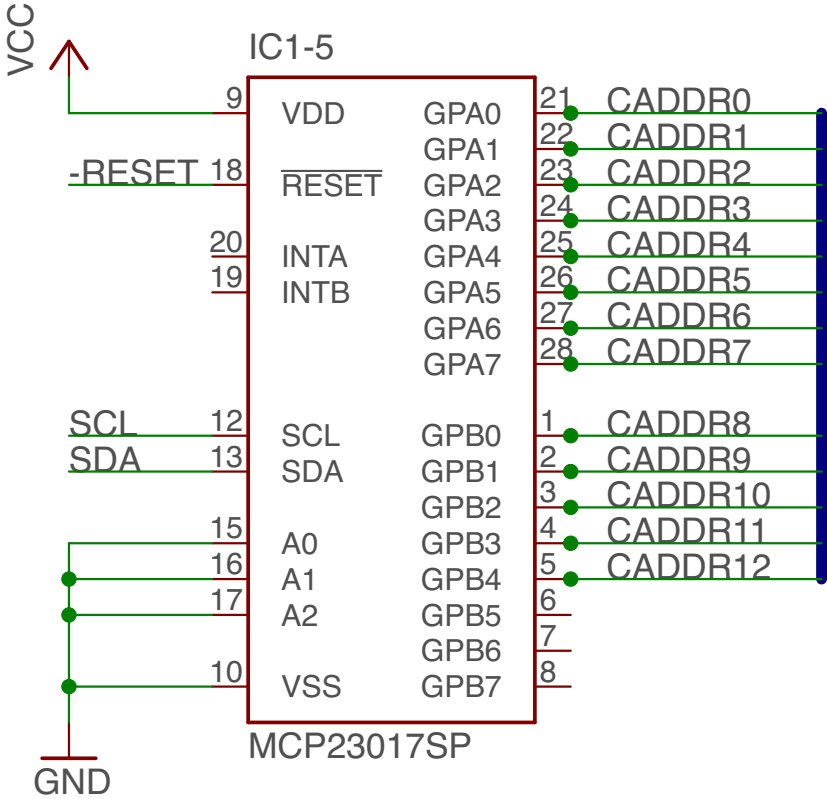 VCC
IC1-5
9 VDD GPA0 21 CADDR0
GPA1 22 CADDR1
-RESET 18 RESET GPA2 23 CADDR2
GPA3 24 CADDR3
20 INTA GPA4 25 CADDR4
19 INTB GPA5 26 CADDR5
GPA6 27 CADDR6
GPA7 28 CADDR7
SCL 12 SCL GPB0 1 CADDR8
SDA 13 SDA GPB1 2 CADDR9
GPB2 3 CADDR10
15 A0 GPB3 4 CADDR11
16 A1 GPB4 5 CADDR12
17 A2 GPB5 6
GPB6 7
10 VSS GPB7 8
MCP23017SP
GND